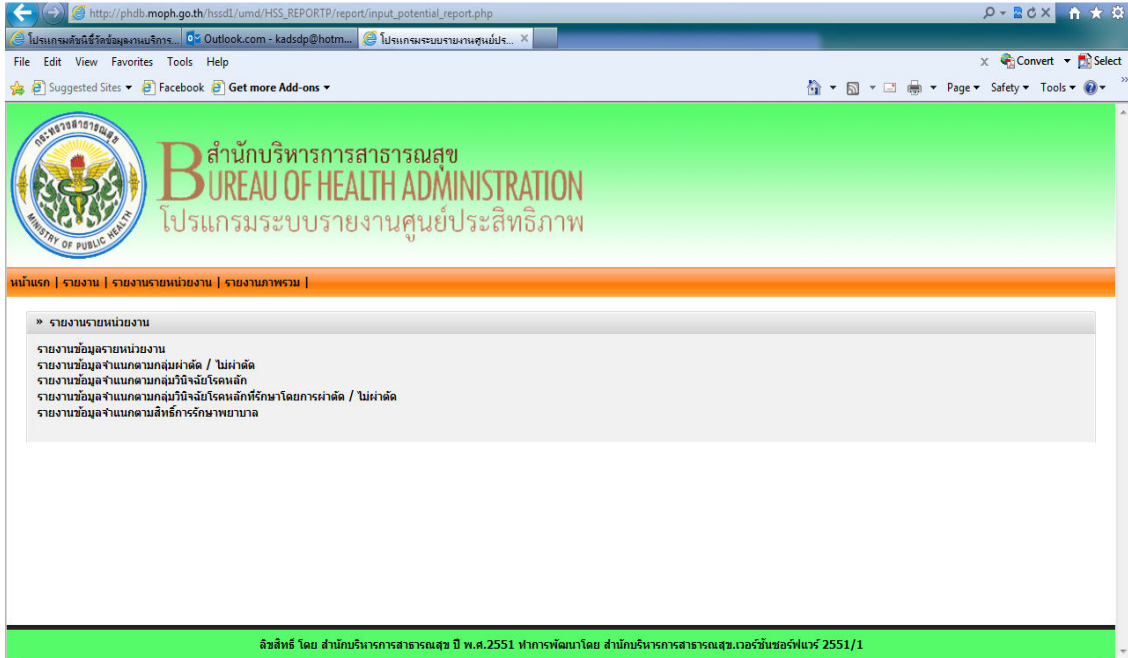 http://phdb.moph.go.th/hssd1/umd/HSS_REPORTP/report/input_potential_report.php
โปรแกรมดัชนีชี้วัดข้อมูลงานบริการ... Outlook.com - kadsdp@hotm... โปรแกรมระบบรายงานศูนย์ปร...
File Edit View Favorites Tools Help
x Convert Select
Suggested Sites Facebook Get more Add-ons
Page Safety Tools
กระทรวงสาธารณสุข
MINISTRY OF PUBLIC HEALTH
สำนักบริหารการสาธารณสุข
BUREAU OF HEALTH ADMINISTRATION
โปรแกรมระบบรายงานศูนย์ประสิทธิภาพ
หน้าแรก | รายงาน | รายงานรายหน่วยงาน | รายงานภาพรวม |
» รายงานรายหน่วยงาน
รายงานข้อมูลรายหน่วยงาน
รายงานข้อมูลจำแนกตามกลุ่มผ่าตัด / ไม่ผ่าตัด
รายงานข้อมูลจำแนกตามกลุ่มวินิจฉัยโรคหลัก
รายงานข้อมูลจำแนกตามกลุ่มวินิจฉัยโรคหลักที่รักษาโดยการผ่าตัด / ไม่ผ่าตัด
รายงานข้อมูลจำแนกตามสิทธิ์การรักษาพยาบาล
ลิขสิทธิ์ โดย สำนักบริหารการสาธารณสุข ปี พ.ศ.2551 ทำการพัฒนาโดย สำนักบริหารการสาธารณสุข.เวอร์ชั่นซอร์ฟแวร์ 2551/1